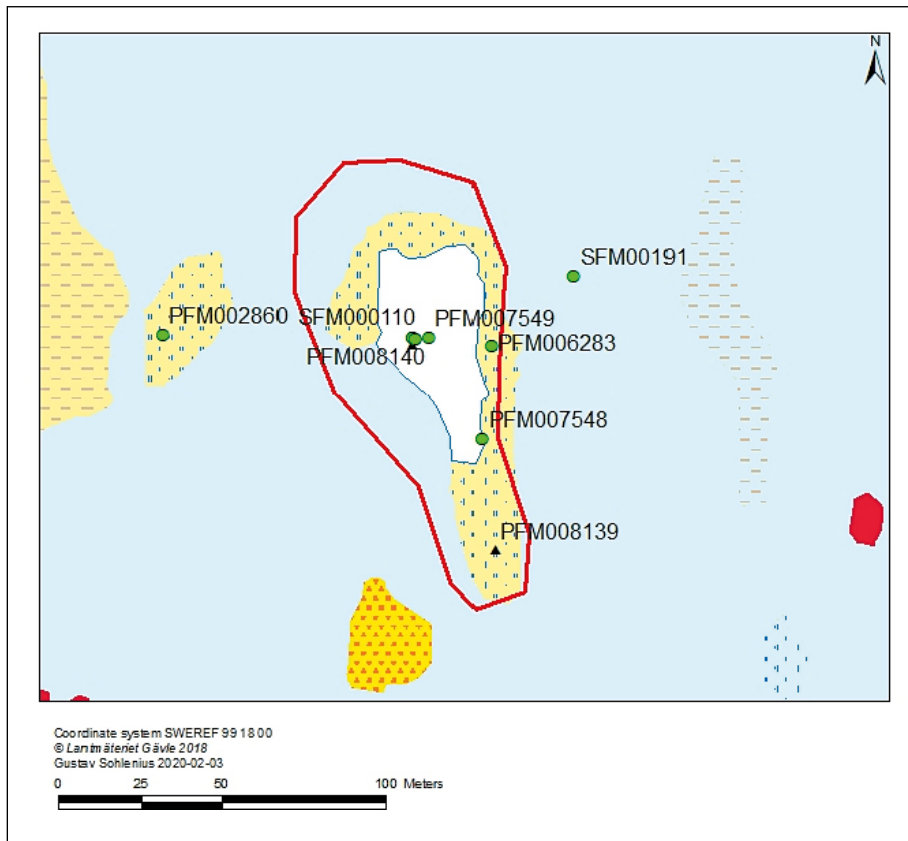 N
SFM00191
PFM002860
SFM000110
PFM007549
PFM008140
PFM006283
PFM007548
PFM008139
Coordinate system SWEREF 99 18 00
© Lantmäteriet Gävle 2018
Gustav Sohlenius 2020-02-03
0 25 50 100 Meters